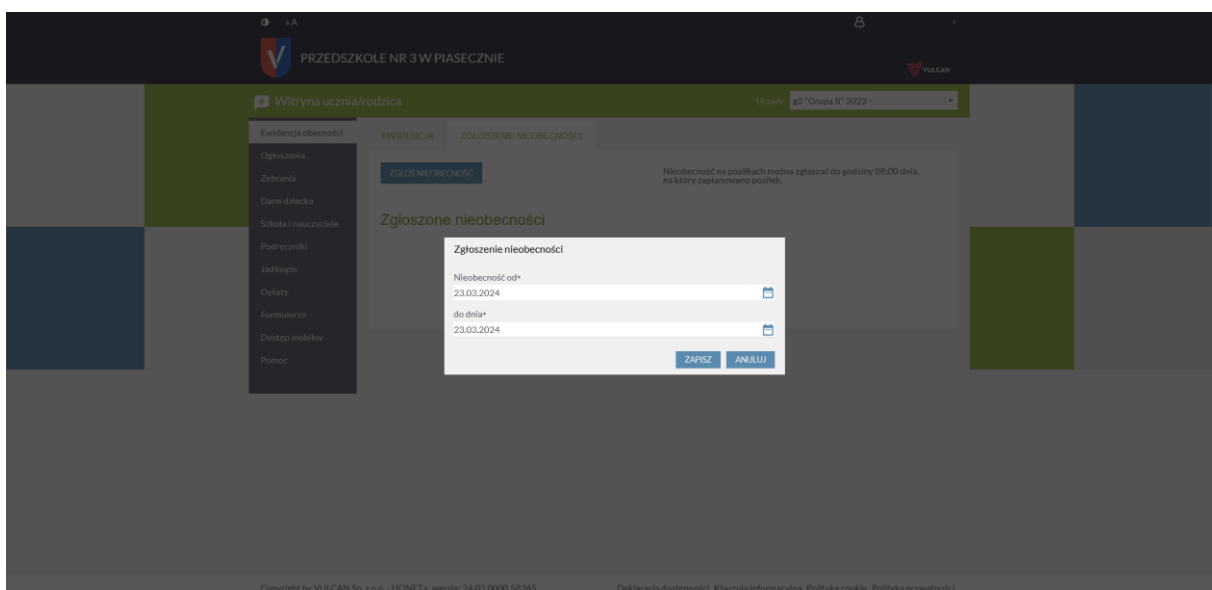 A A
V PRZEDSZKOLE NR 3 W PIASECZNIE
VULCAN
Witryna ucznia/rodzica
Uczeń: g2 "Grupa II" 2023 -
Ewidencja obecności
EWIDENCJA ZGŁOSZENIE NIEOBECNOŚCI
Ogłoszenia
ZGŁOŚ NIEOBECNOŚĆ
Nieobecność na posiłkach można zgłaszać do godziny 08:00 dnia,
na który zaplanowano posiłek.
Zebrania
Dane dziecka
Szkoła i nauczyciele
Zgłoszone nieobecności
Podręczniki
Jadłospis
Opłaty
Formularze
Dostęp mobilny
Pomoc
Zgłoszenie nieobecności
Nieobecność od*
23.03.2024
do dnia*
23.03.2024
ZAPISZ ANULUJ
Copyright by VULCAN Sp. z o.o. - UONET+, wersja: 24.03.0000.58345
Deklaracja dostępności Klauzula informacyjna Polityka cookie Polityka prywatności